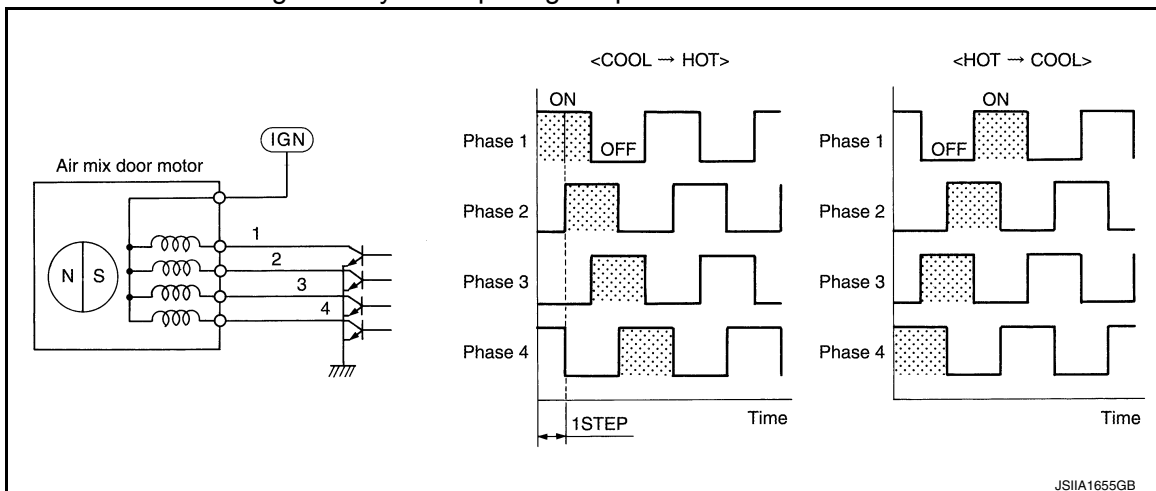 <COOL → HOT>
<HOT → COOL>
IGN
Air mix door motor
N S
1
2
3
4
ON
OFF
Phase 1
Phase 2
Phase 3
Phase 4
1STEP
Time
ON
OFF
Phase 1
Phase 2
Phase 3
Phase 4
Time
JSIIA1655GB